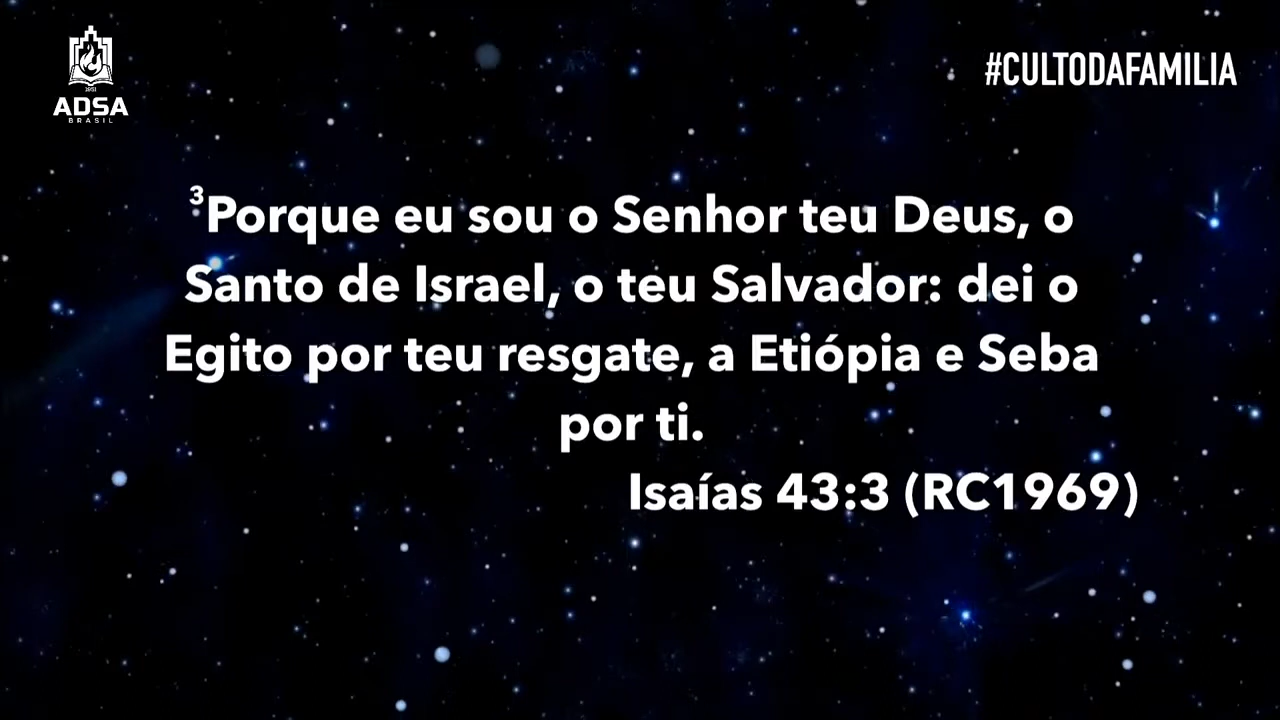 1951
ADSA
BRASIL
#CULTODAFAMILIA
³Porque eu sou o Senhor teu Deus, o
Santo de Israel, o teu Salvador: dei o
Egito por teu resgate, a Etiópia e Seba
por ti.
Isaías 43:3 (RC1969)